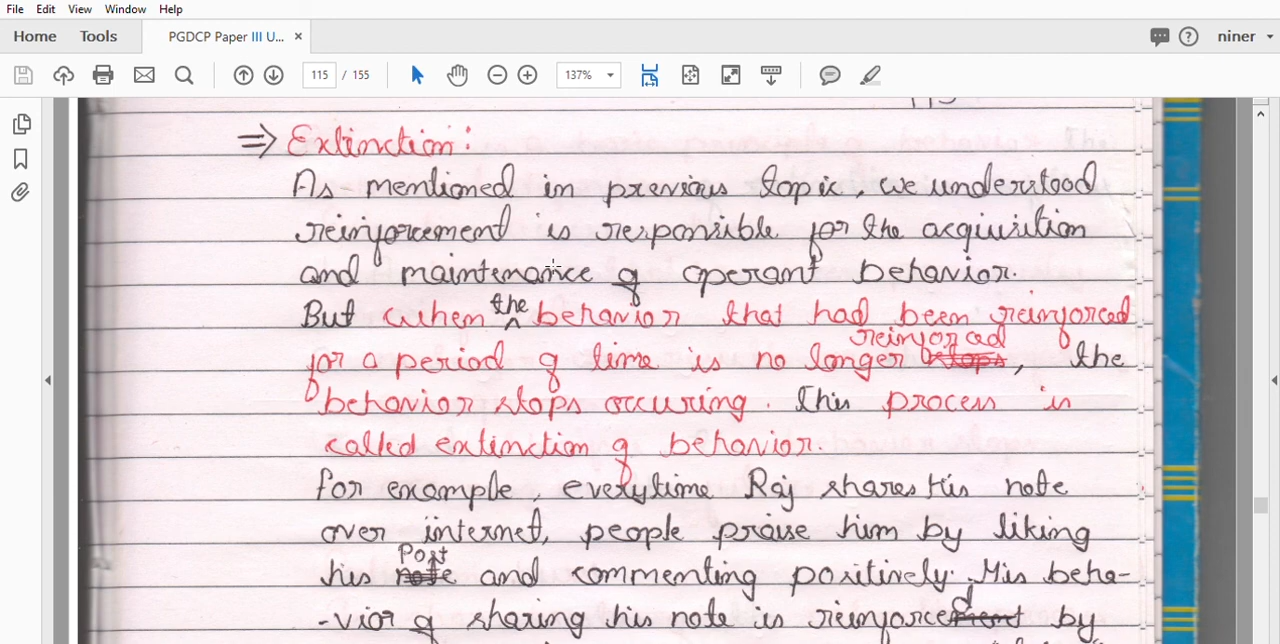 File Edit View Window Help
Home Tools PGDCP Paper III U... × niner
115 / 155 137%
=> Extinction:
As mentioned in previous topic, we understood
reinforcement is responsible for the acquisition
and maintenance of operant behavior.
But when the behavior that had been reinforced
for a period of time is no longer reinforced, the
behavior stops occuring. This process is
called extinction of behavior.
For example, everytime Raj shares His note
over internet, people praise him by liking
his Post and commenting positively. His beha-
-vior of sharing his note is reinforced by